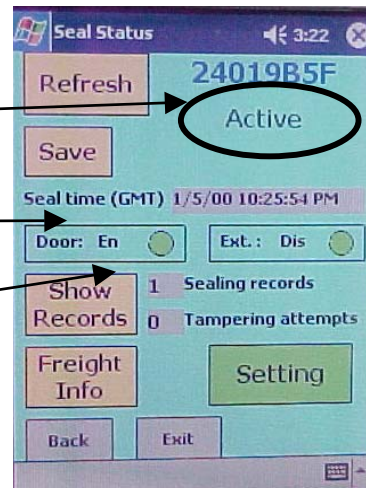 Seal Status 3:22
Refresh
24019B5F
Active
Save
Seal time (GMT) 1/5/00 10:25:54 PM
Door: En
Ext.: Dis
Show Records
1 Sealing records
0 Tampering attempts
Freight Info
Setting
Back
Exit